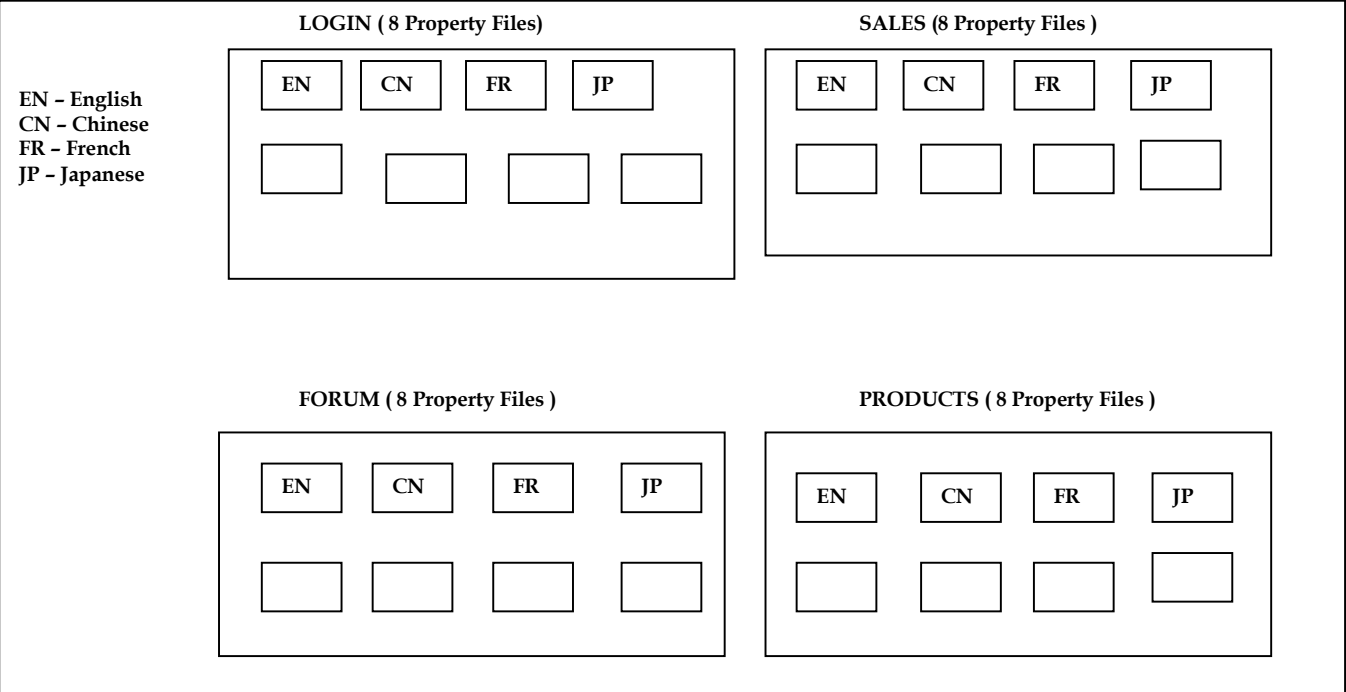 LOGIN ( 8 Property Files)
SALES (8 Property Files )
EN – English
CN – Chinese
FR – French
JP – Japanese
EN CN FR JP
EN CN FR JP
FORUM ( 8 Property Files )
PRODUCTS ( 8 Property Files )
EN CN FR JP
EN CN FR JP